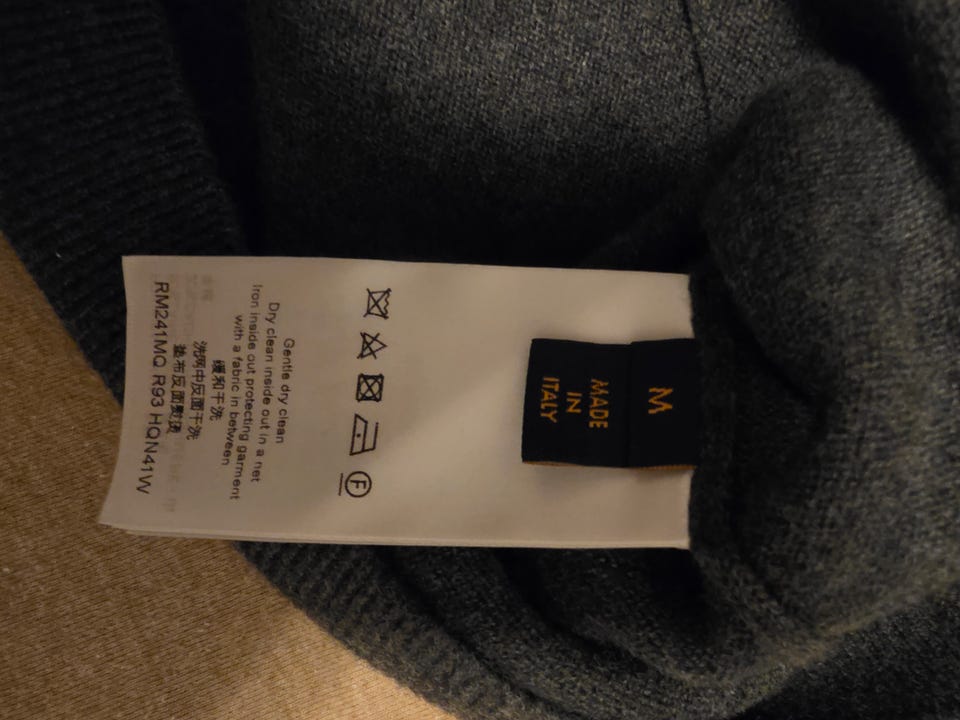 M
MADE
IN
ITALY
F
Gentle dry clean
Dry clean inside out in a net
Iron inside out protecting garment
with a fabric in between
缓和干洗
洗网中反面干洗
垫布反面熨烫
RM241MQ R93 HQN41W